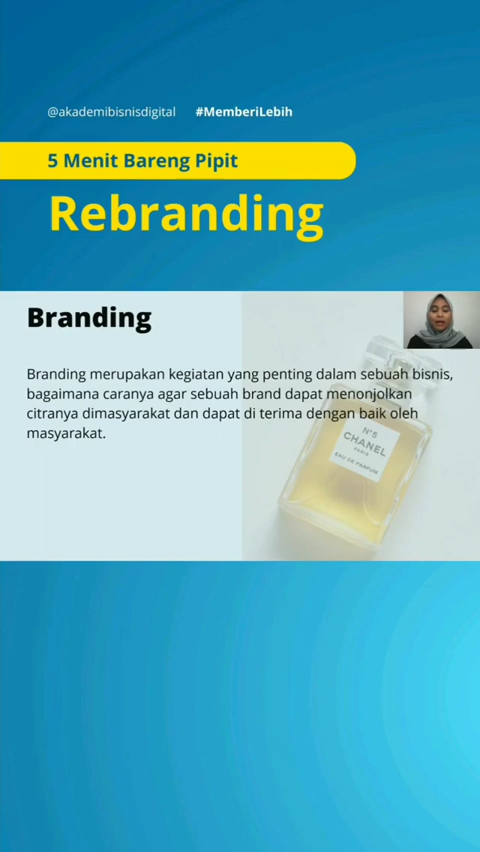 @akademibisnisdigital #MemberiLebih
5 Menit Bareng Pipit
Rebranding
Branding
Branding merupakan kegiatan yang penting dalam sebuah bisnis,
bagaimana caranya agar sebuah brand dapat menonjolkan
citranya dimasyarakat dan dapat di terima dengan baik oleh
masyarakat.
N°5
CHANEL
PARIS
EAU DE PARFUM